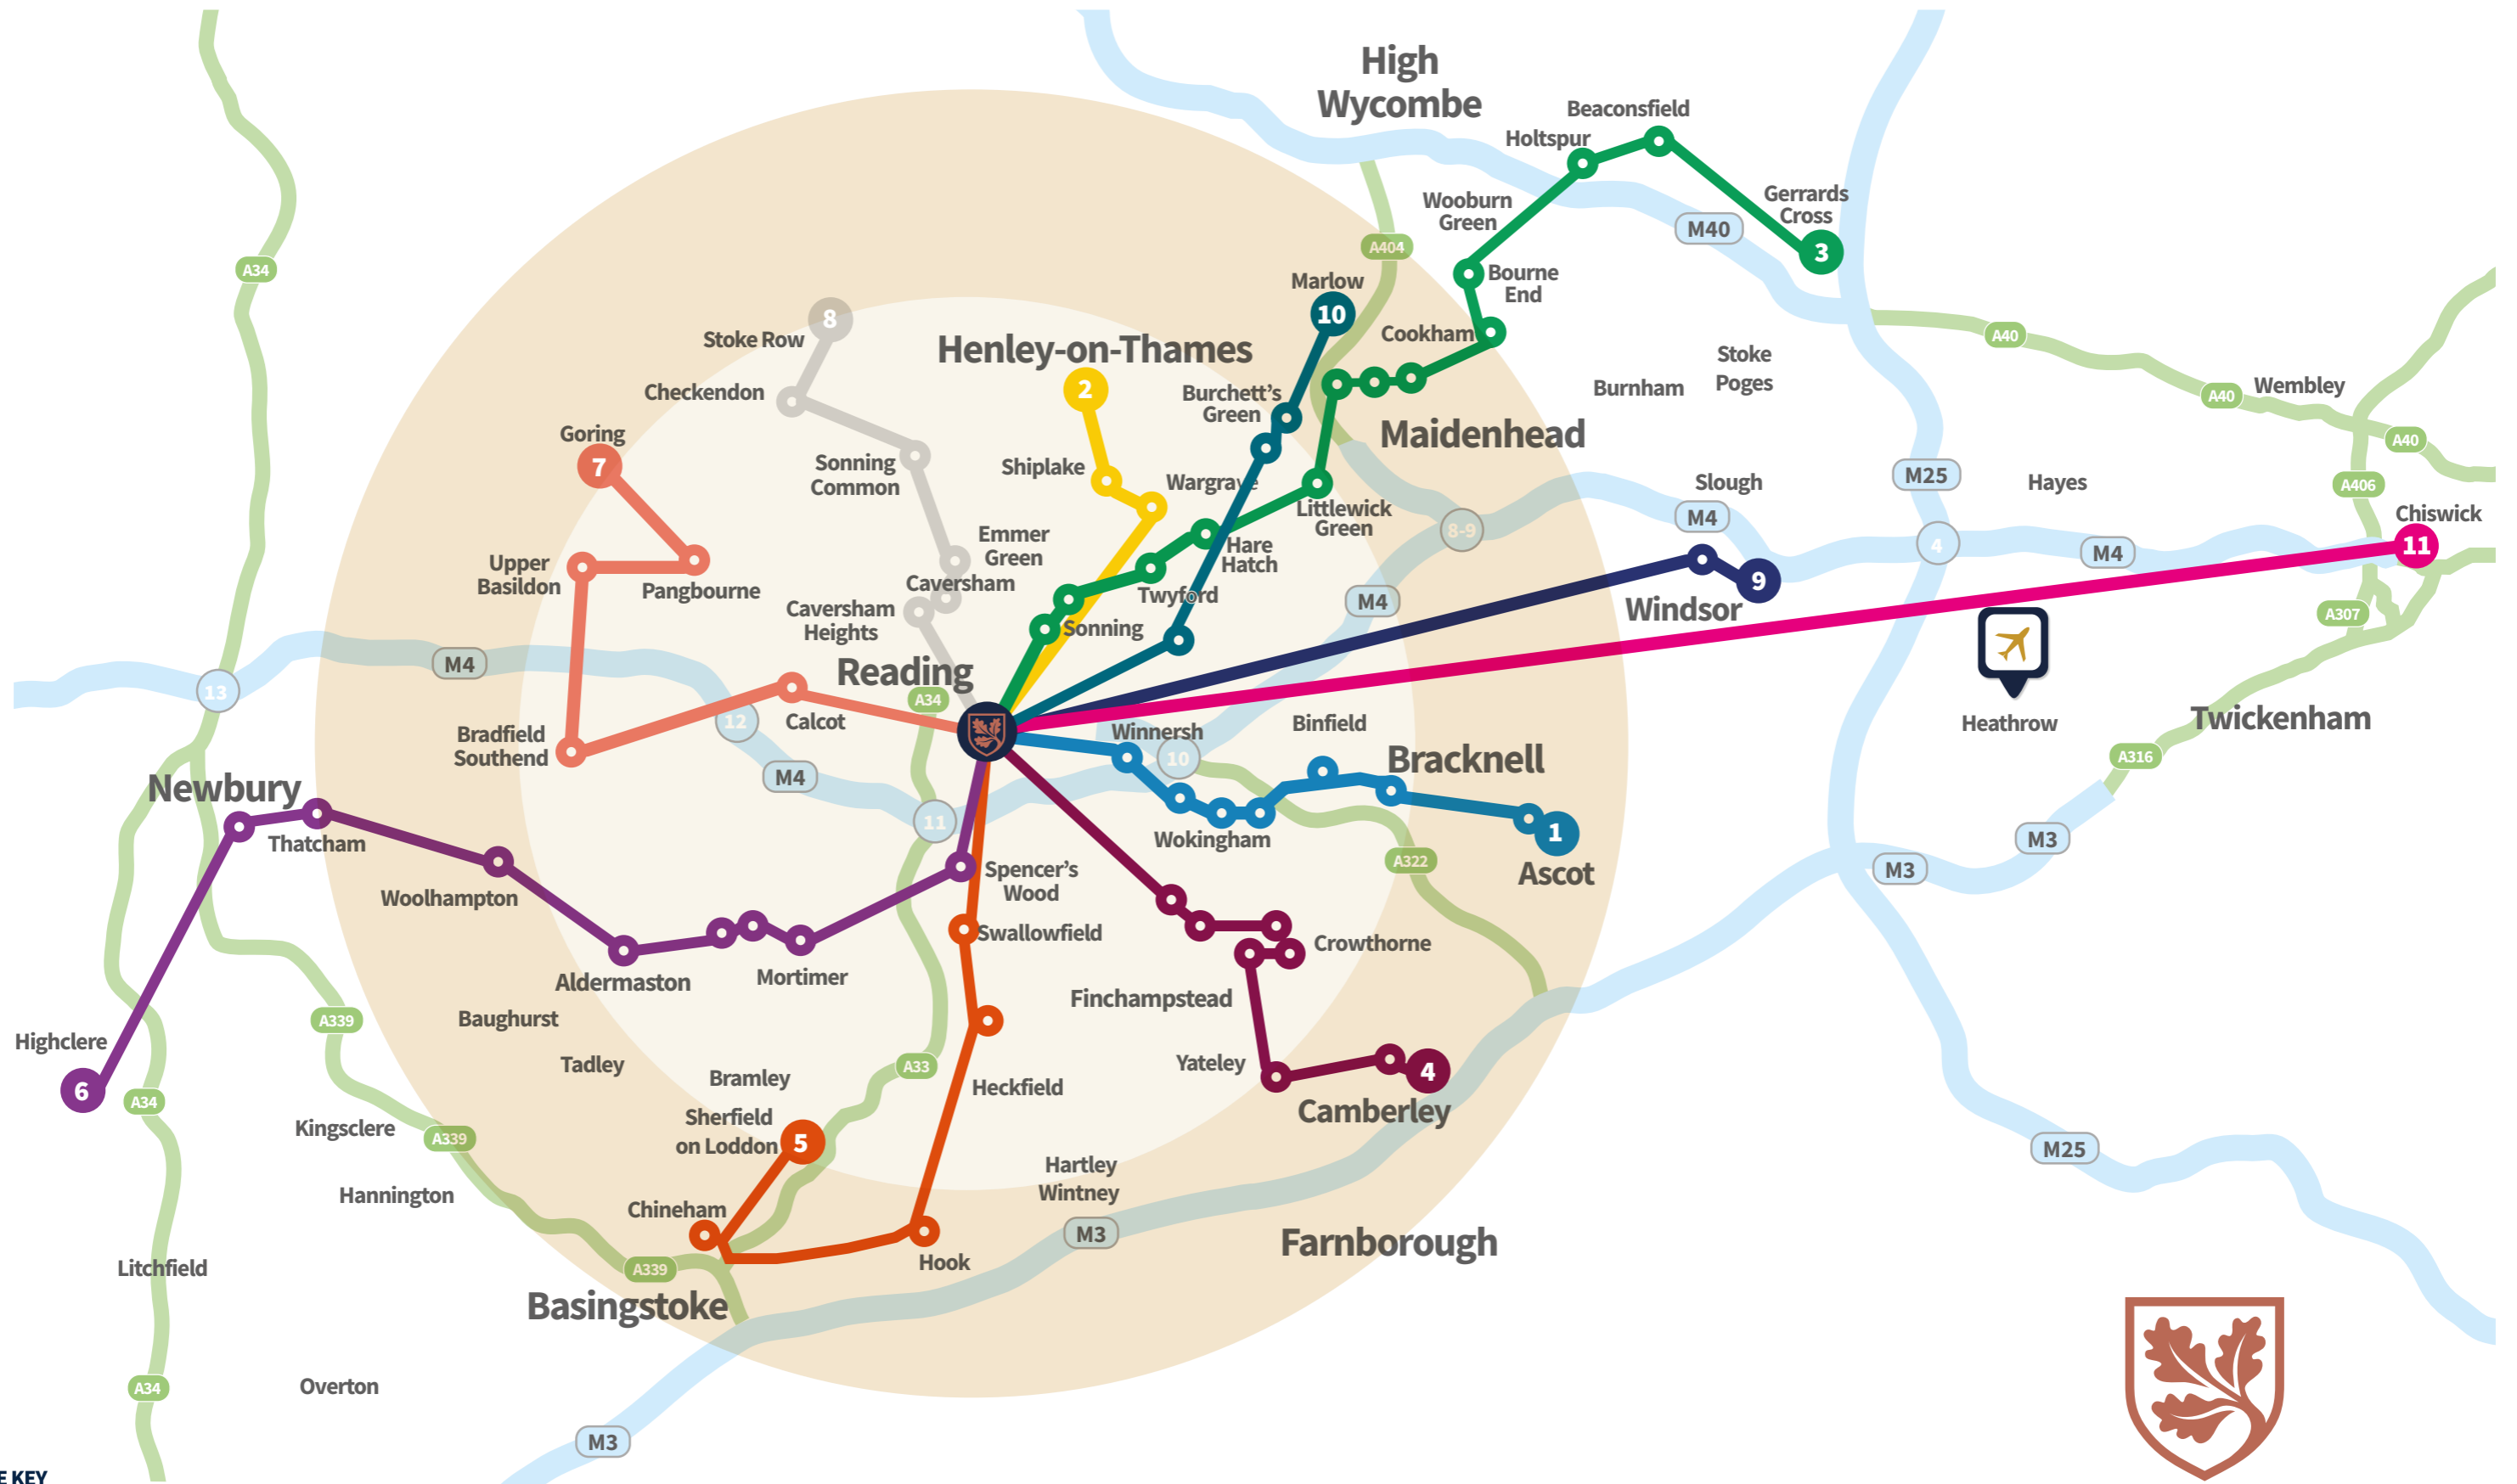 High
Wycombe
Beaconsfield
Holtspur
Wooburn
Green
Gerrards
Cross
M40
3
A404
A34
Bourne
End
Marlow
10
8
Stoke Row
Henley-on-Thames
Cookham
A40
Stoke
Poges
Burnham
Wembley
A40
Checkendon
2
Burchett's
Green
Goring
7
Maidenhead
A40
Sonning
Common
Shiplake
Wargrave
Slough
M25
Hayes
A406
Littlewick
Green
M4
Chiswick
11
8-9
4
M4
Emmer
Green
Hare
Hatch
Upper
Basildon
Pangbourne
Caversham
Twyford
9
Windsor
M4
A307
Caversham
Heights
Sonning
M4
Reading
13
A34
12
Calcot
Bradfield
Southend
Winnersh
Binfield
10
Bracknell
Heathrow
Twickenham
A316
M4
Newbury
11
Thatcham
Wokingham
1
Ascot
A322
M3
M3
Spencer's
Wood
Woolhampton
Swallowfield
Crowthorne
Aldermaston
Mortimer
Finchampstead
Baughurst
A339
Highclere
6
Tadley
Bramley
A33
Heckfield
Yateley
4
Camberley
A34
Kingsclere
A339
Sherfield
on Loddon
5
M25
Hannington
Hartley
Wintney
Chineham
M3
Farnborough
Hook
Litchfield
A339
Basingstoke
A34
Overton
M3
E KEY